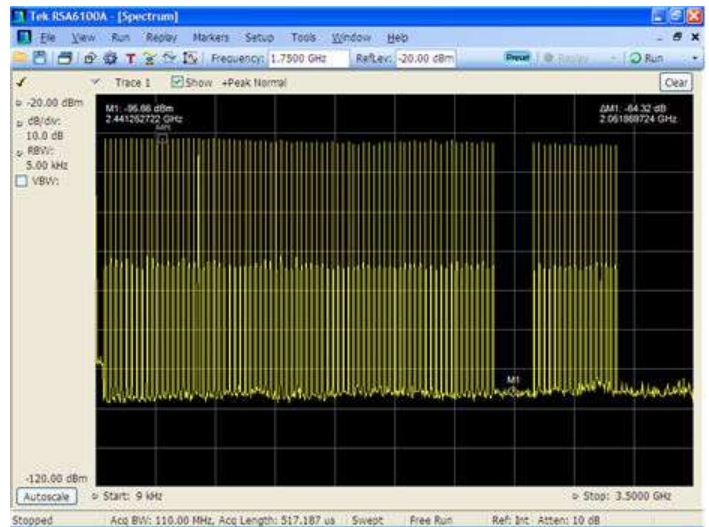 Tek RSA6100A - [Spectrum]
File View Run Replay Markers Setup Tools Window Help
Frequency: 1.7500 GHz RefLev: -20.00 dBm Preset Replay Run
Trace 1 Show +Peak Normal Clear
-20.00 dBm
dB/div:
10.0 dB
RBW:
5.00 kHz
VBW:
M1: -96.66 dBm
2.441262722 GHz
ΔM1: -64.32 dB
2.061869724 GHz
M1
-120.00 dBm
Autoscale Start: 9 kHz Stop: 3.5000 GHz
Stopped Acq BW: 110.00 MHz, Acq Length: 517.187 us Swept Free Run Ref: Int Atten: 10 dB